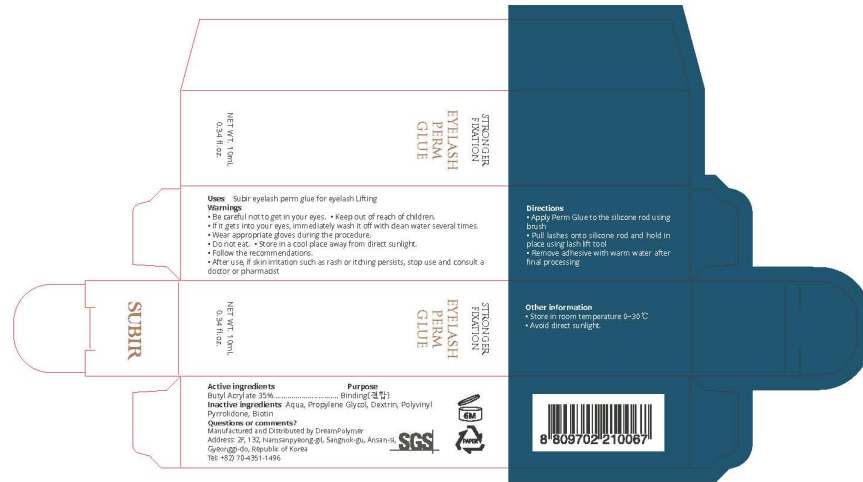 NET WT. 10mL
0.34 fl.oz.
STRONGER
FIXATION
EYELASH
PERM
GLUE
Uses Subir eyelash perm glue for eyelash Lifting
Warnings
• Be careful not to get in your eyes. • Keep out of reach of children.
• If it gets into your eyes, immediately wash it off with clean water several times.
• Wear appropriate gloves during the procedure.
• Do not eat. • Store in a cool place away from direct sunlight.
• Follow the recommendations.
• After use, if skin irritation such as rash or itching persists, stop use and consult a
doctor or pharmacist
Directions
• Apply Perm Glue to the silicone rod using
brush
• Pull lashes onto silicone rod and hold in
place using lash lift tool
• Remove adhesive with warm water after
final processing
SUBIR
NET WT. 10mL
0.34 fl.oz.
STRONGER
FIXATION
EYELASH
PERM
GLUE
Other information
• Store in room temperature 0~30℃
• Avoid direct sunlight.
Active ingredients Purpose
Butyl Acrylate 35%............................. Binding(결합)
Inactive ingredients Aqua, Propylene Glycol, Dextrin, Polyvinyl
Pyrrolidone, Biotin
Questions or comments?
Manufactured and Distributed by DreamPolymer
Address: 2F, 132, Namsanpyeong-gil, Sangnok-gu, Ansan-si,
Gyeonggi-do, Republic of Korea
Tel: +82) 70-4351-1496
SGS
6M
PAPER
8 809702 210067